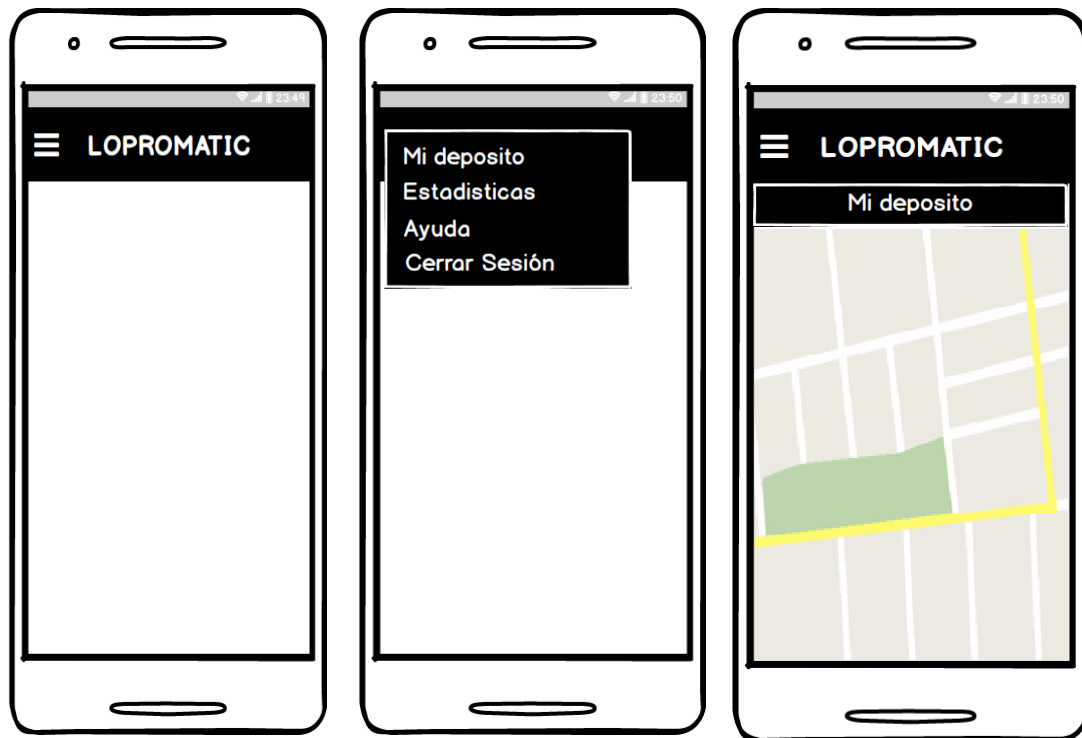 23:49
LOPROMATIC
23:50
Mi deposito
Estadisticas
Ayuda
Cerrar Sesión
23:50
LOPROMATIC
Mi deposito